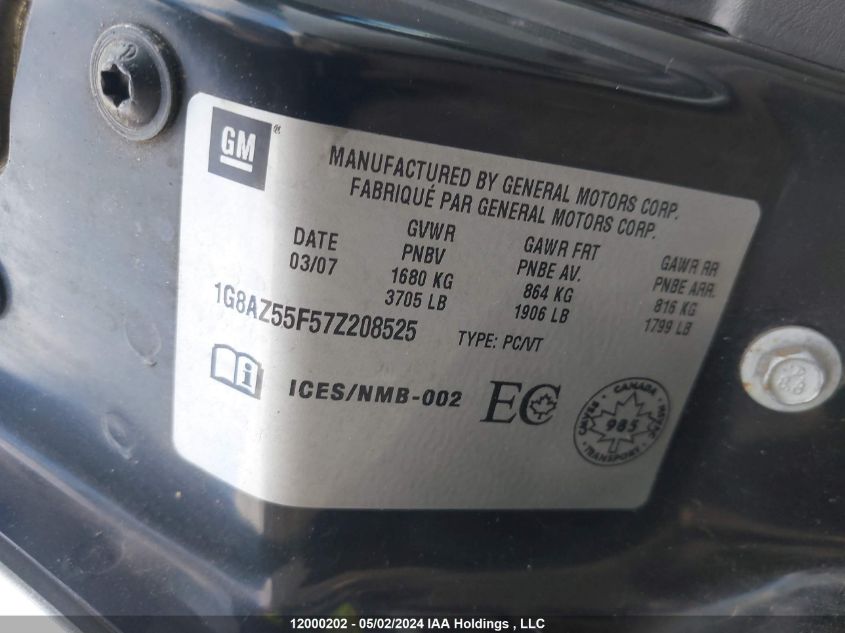 GM®
MANUFACTURED BY GENERAL MOTORS CORP.
FABRIQUÉ PAR GENERAL MOTORS CORP.
DATE
03/07
GVWR
PNBV
1680 KG
3705 LB
GAWR FRT
PNBE AV.
864 KG
1906 LB
GAWR RR
PNBE ARR.
816 KG
1799 LB
1G8AZ55F57Z208525
TYPE: PC/VT
ICES/NMB-002
EC
CANADA
985
TRANSPORT
12000202 - 05/02/2024 IAA Holdings , LLC